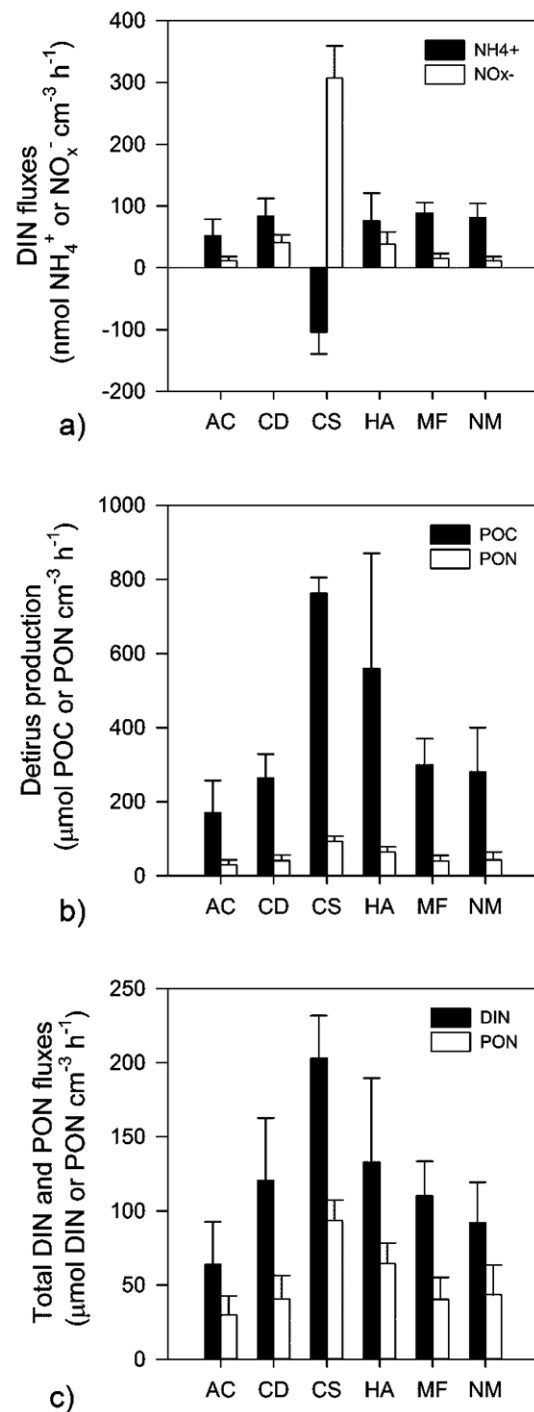 DIN fluxes
(nmol NH₄⁺ or NOₓ⁻ cm⁻³ h⁻¹)
400
300
200
100
0
-100
-200
NH4+
NOx-
AC CD CS HA MF NM
a)
Detirus production
(µmol POC or PON cm⁻³ h⁻¹)
1000
800
600
400
200
0
POC
PON
AC CD CS HA MF NM
b)
Total DIN and PON fluxes
(µmol DIN or PON cm⁻³ h⁻¹)
250
200
150
100
50
0
DIN
PON
AC CD CS HA MF NM
c)